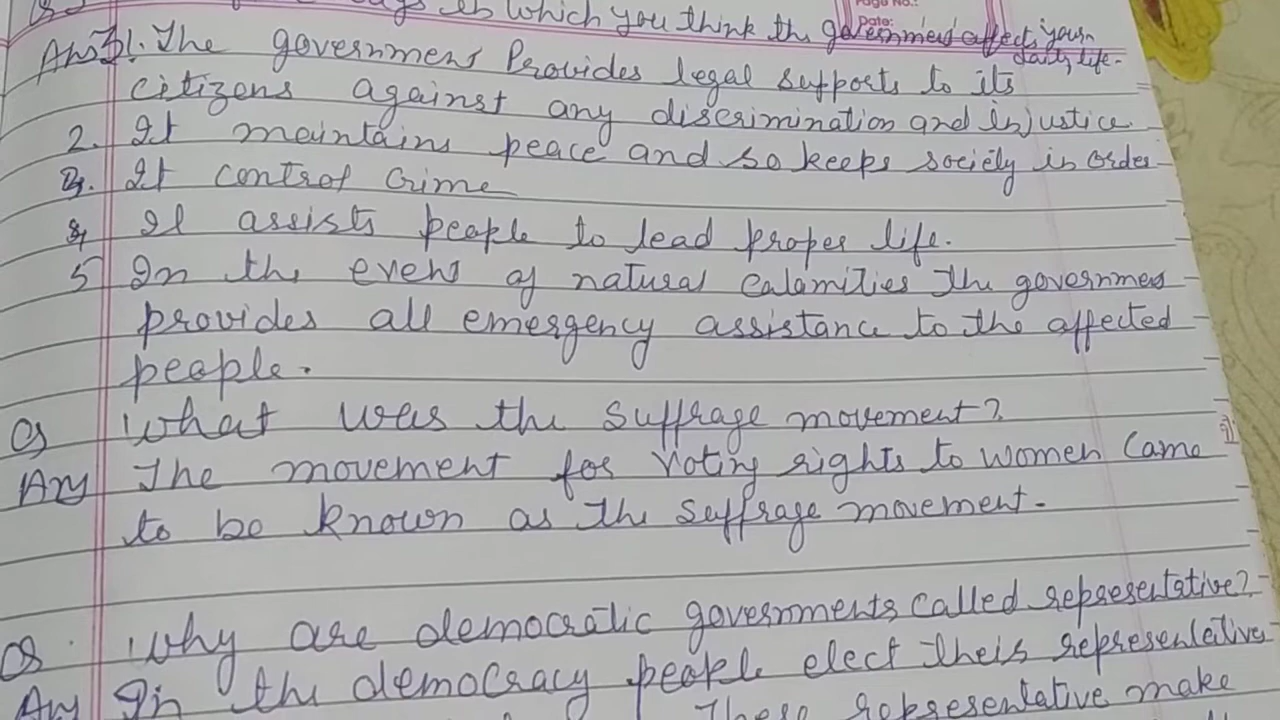 which you think the government affects your
Page No.:
Date:
daily life.
Ans 1. The government Provides legal supports to its
citizens against any discrimination and injustice.
2. It maintains peace and so keeps society in order
3. It control crime
4 It assists people to lead proper life.
5 In the event of natural calamities the government
provides all emergency assistance to the affected
people.
Q What was the suffrage movement?
Ans The movement for voting rights to women came
to be known as the suffrage movement.
Q. Why are democratic governments called representative?
Ans In the democracy people elect their representative
These representative make